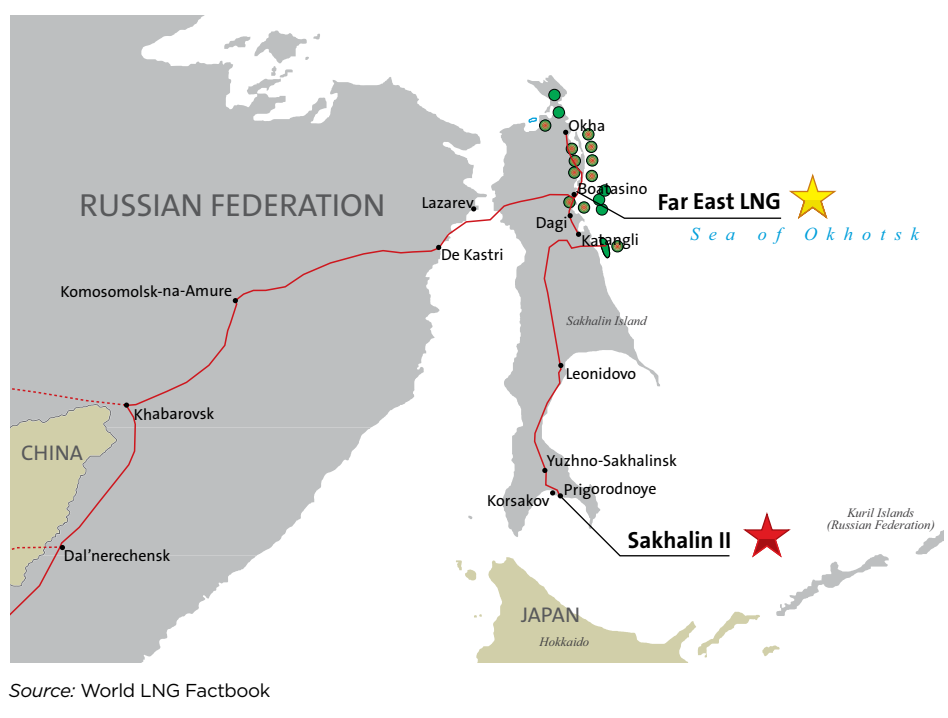 Okha
RUSSIAN FEDERATION
Boatasino
Lazarev
Far East LNG
Dagi
Sea of Okhotsk
Katangli
De Kastri
Komosomolsk-na-Amure
Sakhalin Island
Leonidovo
Khabarovsk
CHINA
Yuzhno-Sakhalinsk
Prigorodnoye
Korsakov
Kuril Islands
(Russian Federation)
Sakhalin II
Dal’nerechensk
JAPAN
Hokkaido
Source: World LNG Factbook